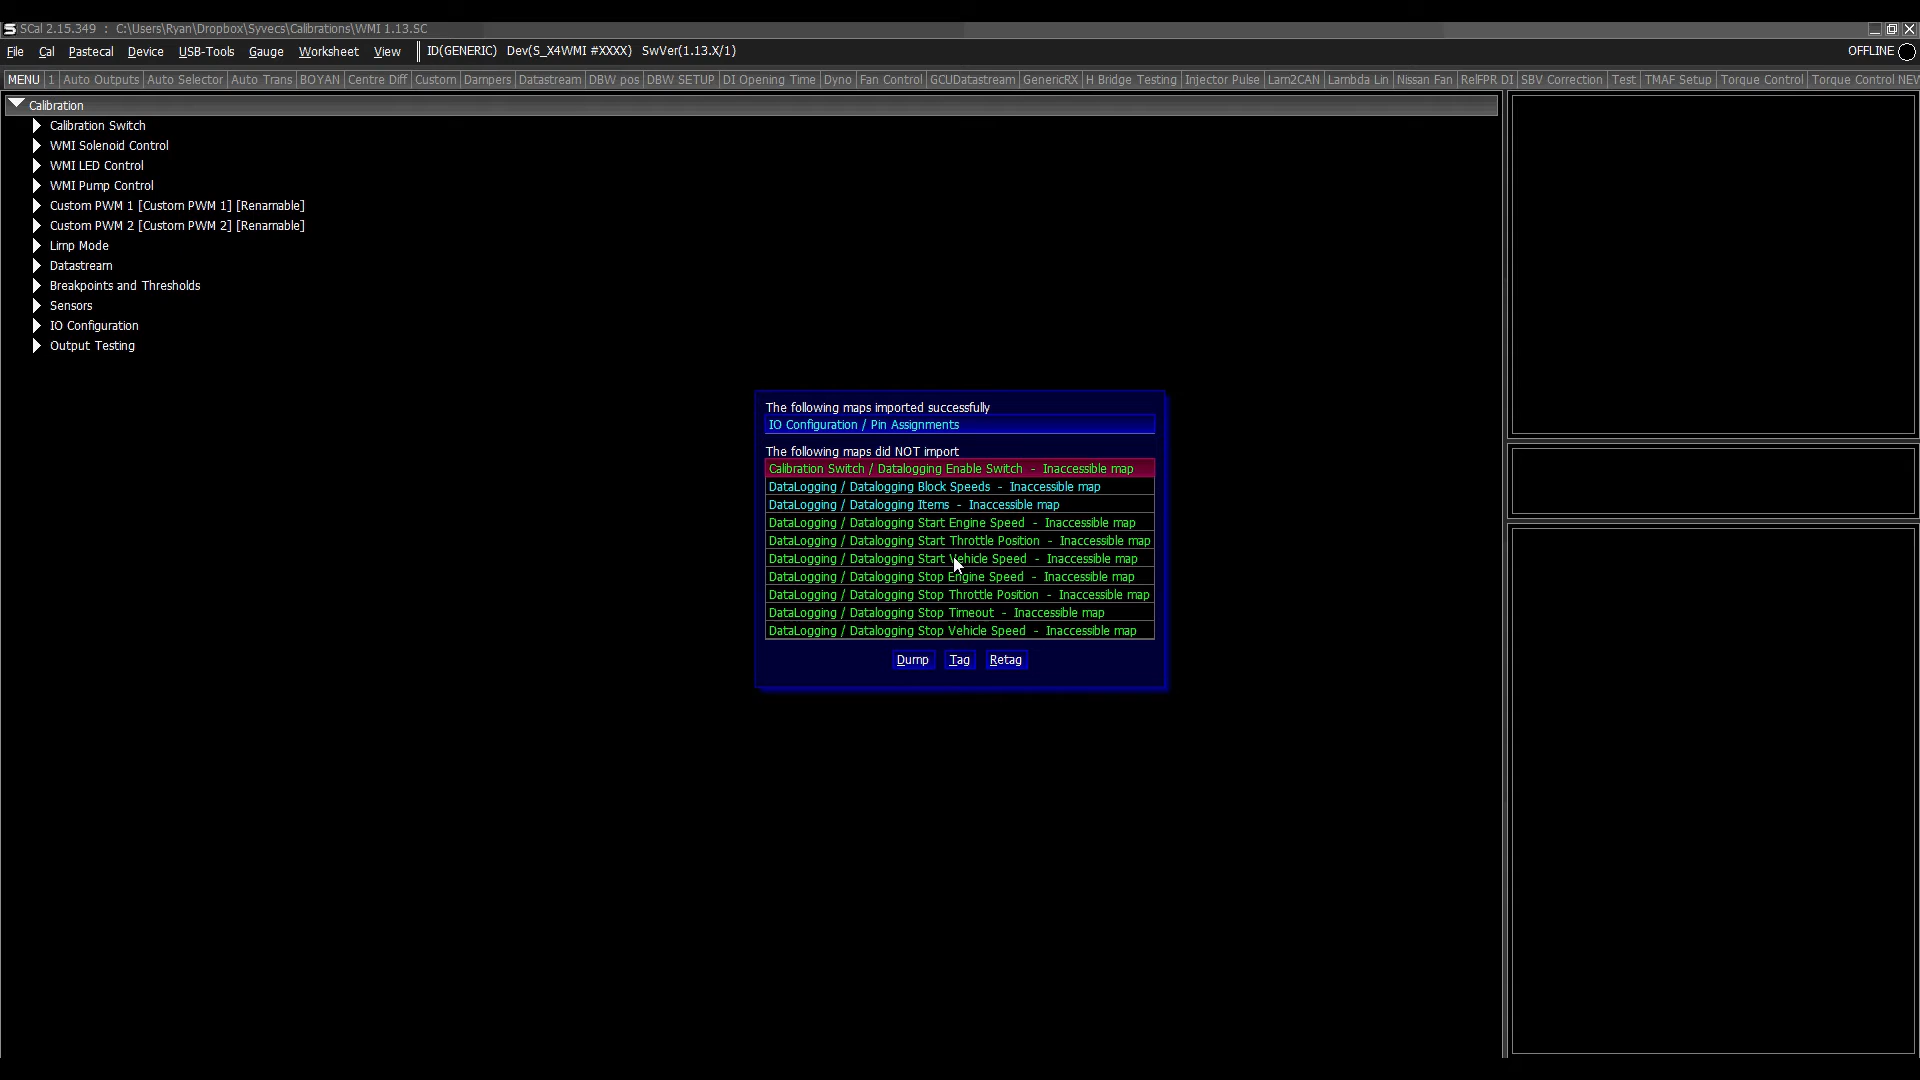 SCal 2.15.349 : C:\Users\Ryan\Dropbox\Syvecs\Calibrations\WMI 1.13.SC
File Cal Pastecal Device USB-Tools Gauge Worksheet View ID(GENERIC) Dev(S_X4WMI #XXXX) SwVer(1.13.X/1) OFFLINE
MENU 1 Auto Outputs Auto Selector Auto Trans BOYAN Centre Diff Custom Dampers Datastream DBW pos DBW SETUP DI Opening Time Dyno Fan Control GCUDatastream GenericRX H Bridge Testing Injector Pulse Lam2CAN Lambda Lin Nissan Fan RelFPR DI SBV Correction Test TMAF Setup Torque Control Torque Control NEW
Calibration
Calibration Switch
WMI Solenoid Control
WMI LED Control
WMI Pump Control
Custom PWM 1 [Custom PWM 1] [Renamable]
Custom PWM 2 [Custom PWM 2] [Renamable]
Limp Mode
Datastream
Breakpoints and Thresholds
Sensors
IO Configuration
Output Testing
The following maps imported successfully
IO Configuration / Pin Assignments
The following maps did NOT import
Calibration Switch / Datalogging Enable Switch - Inaccessible map
DataLogging / Datalogging Block Speeds - Inaccessible map
DataLogging / Datalogging Items - Inaccessible map
DataLogging / Datalogging Start Engine Speed - Inaccessible map
DataLogging / Datalogging Start Throttle Position - Inaccessible map
DataLogging / Datalogging Start Vehicle Speed - Inaccessible map
DataLogging / Datalogging Stop Engine Speed - Inaccessible map
DataLogging / Datalogging Stop Throttle Position - Inaccessible map
DataLogging / Datalogging Stop Timeout - Inaccessible map
DataLogging / Datalogging Stop Vehicle Speed - Inaccessible map
Dump Tag Retag